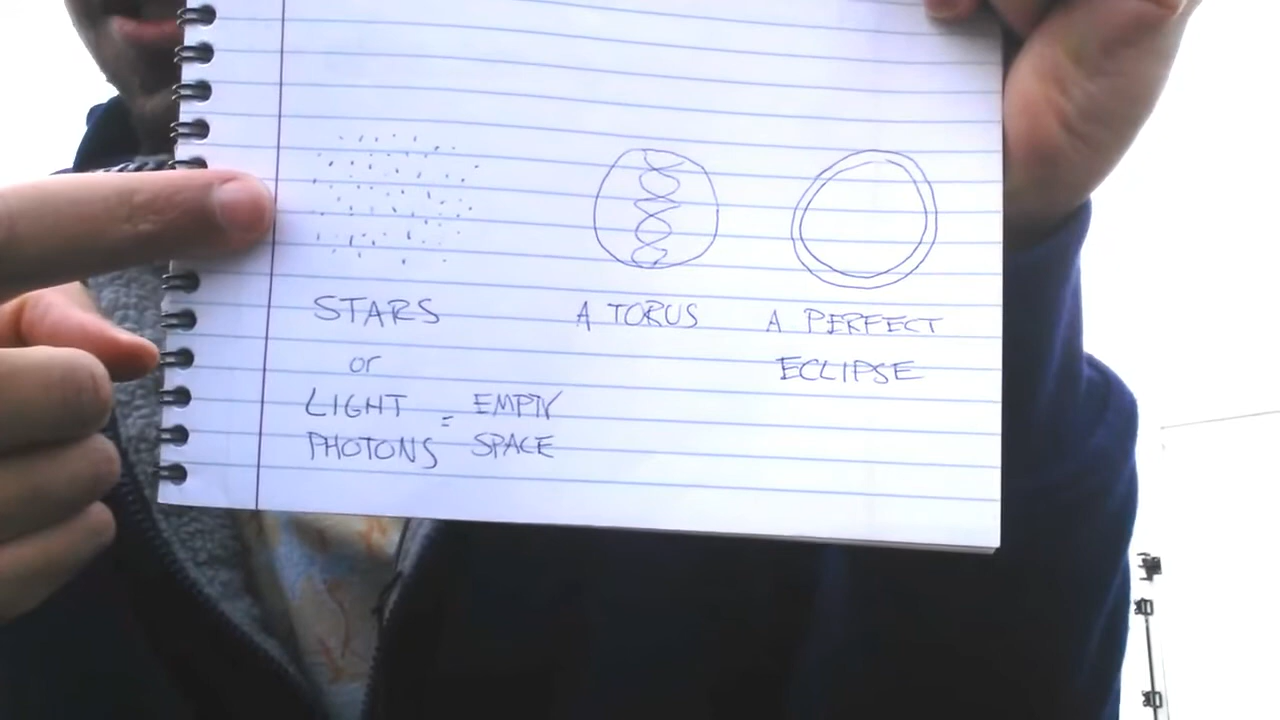 STARS
or
LIGHT
PHOTONS
= EMPTY
SPACE
A TORUS
A PERFECT
ECLIPSE